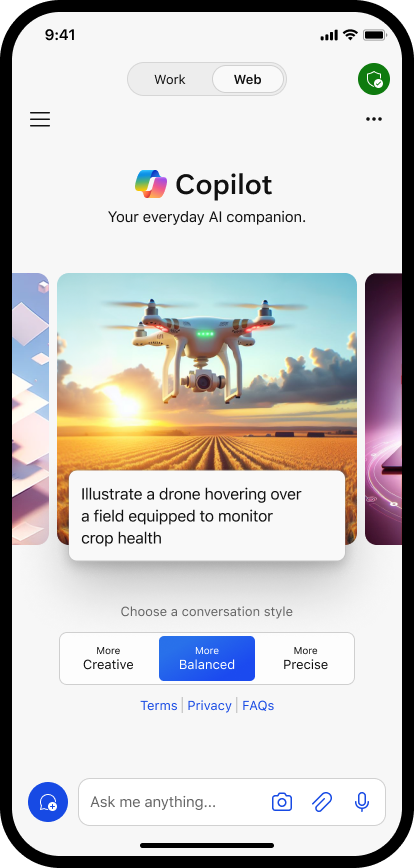 9:41
Work Web
Copilot
Your everyday AI companion.
Illustrate a drone hovering over
a field equipped to monitor
crop health
Choose a conversation style
More More More
Creative Balanced Precise
Terms | Privacy | FAQs
Ask me anything...